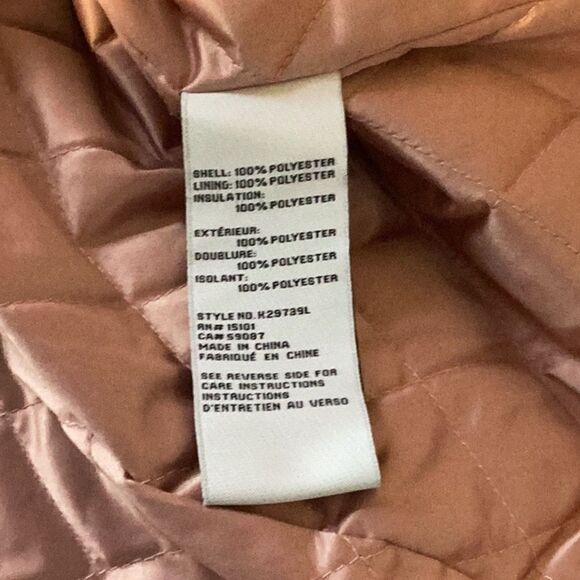 SHELL: 100% POLYESTER
LINING: 100% POLYESTER
INSULATION:
100% POLYESTER
EXTÉRIEUR:
100% POLYESTER
DOUBLURE:
100% POLYESTER
ISOLANT:
100% POLYESTER
STYLE NO. H29739L
RN# 15101
CA# 59087
MADE IN CHINA
FABRIQUÉ EN CHINE
SEE REVERSE SIDE FOR
CARE INSTRUCTIONS
INSTRUCTIONS
D'ENTRETIEN AU VERSO